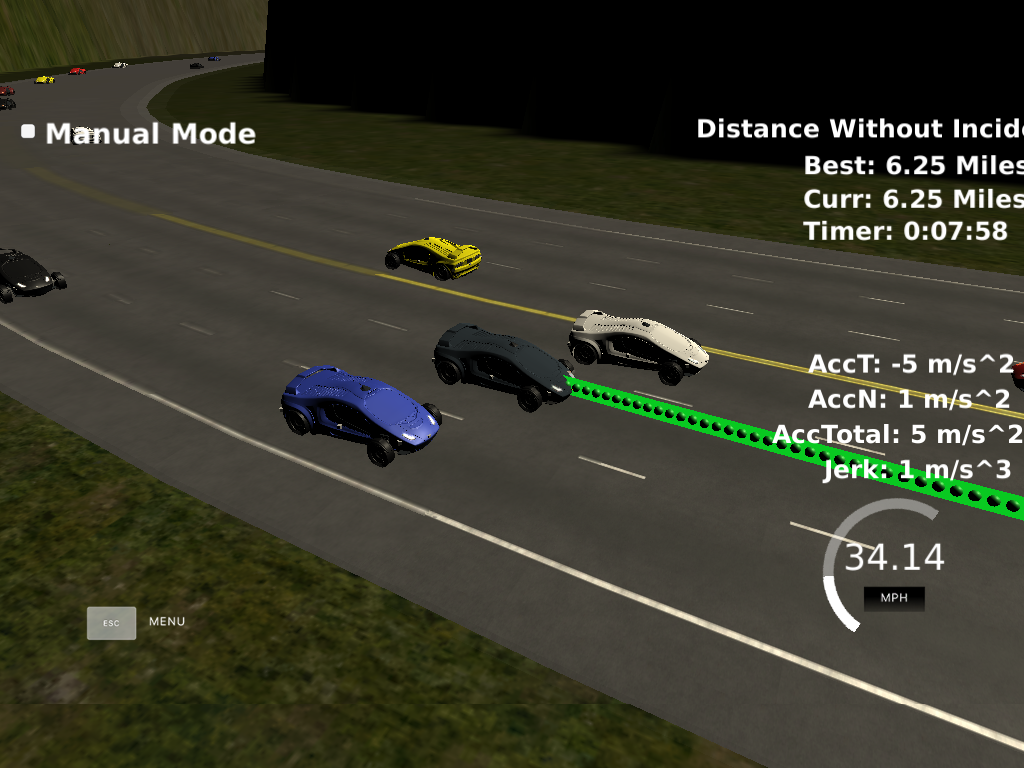 Manual Mode
Distance Without Incide
Best: 6.25 Miles
Curr: 6.25 Miles
Timer: 0:07:58
AccT: -5 m/s^2
AccN: 1 m/s^2
AccTotal: 5 m/s^2
Jerk: 1 m/s^3
34.14
MPH
ESC MENU